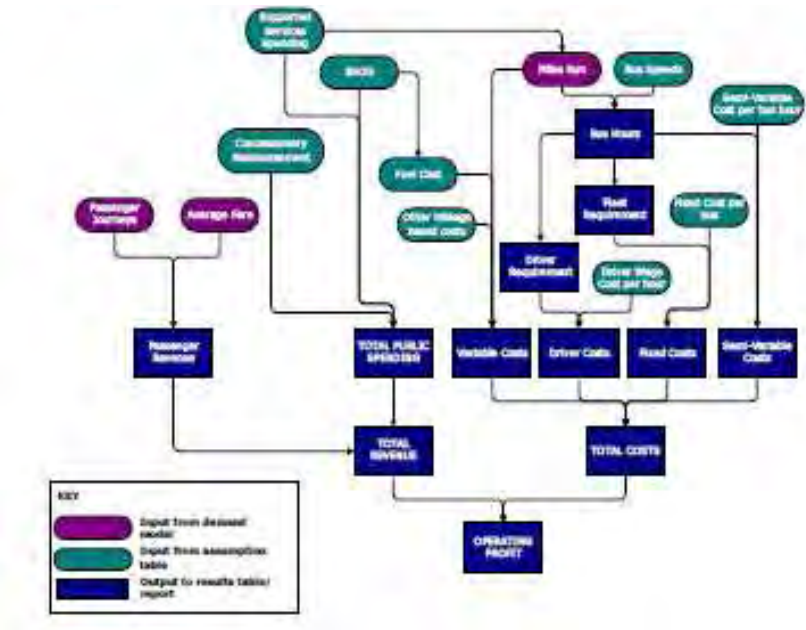 Supported
Services
Spending
BSOG
Miles Run
Bus Speeds
Semi-Variable
Cost per bus hour
Concessionary
Reimbursement
Bus Hours
Fuel Cost
Passenger
Journeys
Average Fare
Other Mileage
based costs
Fleet
Requirement
Fixed Cost per
bus
Driver
Requirement
Driver Wage
Cost per hour
Passenger
Revenue
TOTAL PUBLIC
SPENDING
Variable Costs
Driver Costs
Fixed Costs
Semi-Variable
Costs
TOTAL
REVENUE
TOTAL COSTS
OPERATING
PROFIT
KEY
Input from demand
model
Input from assumption
table
Output to results table/
report